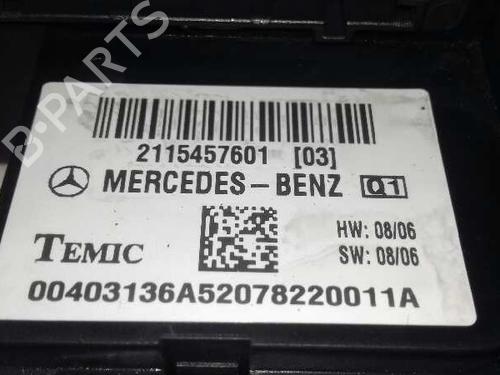 B-PARTS
2115457601 [03]
MERCEDES-BENZ Q1
HW: 08/06
TEMIC
SW: 08/06
00403136A52078220011A